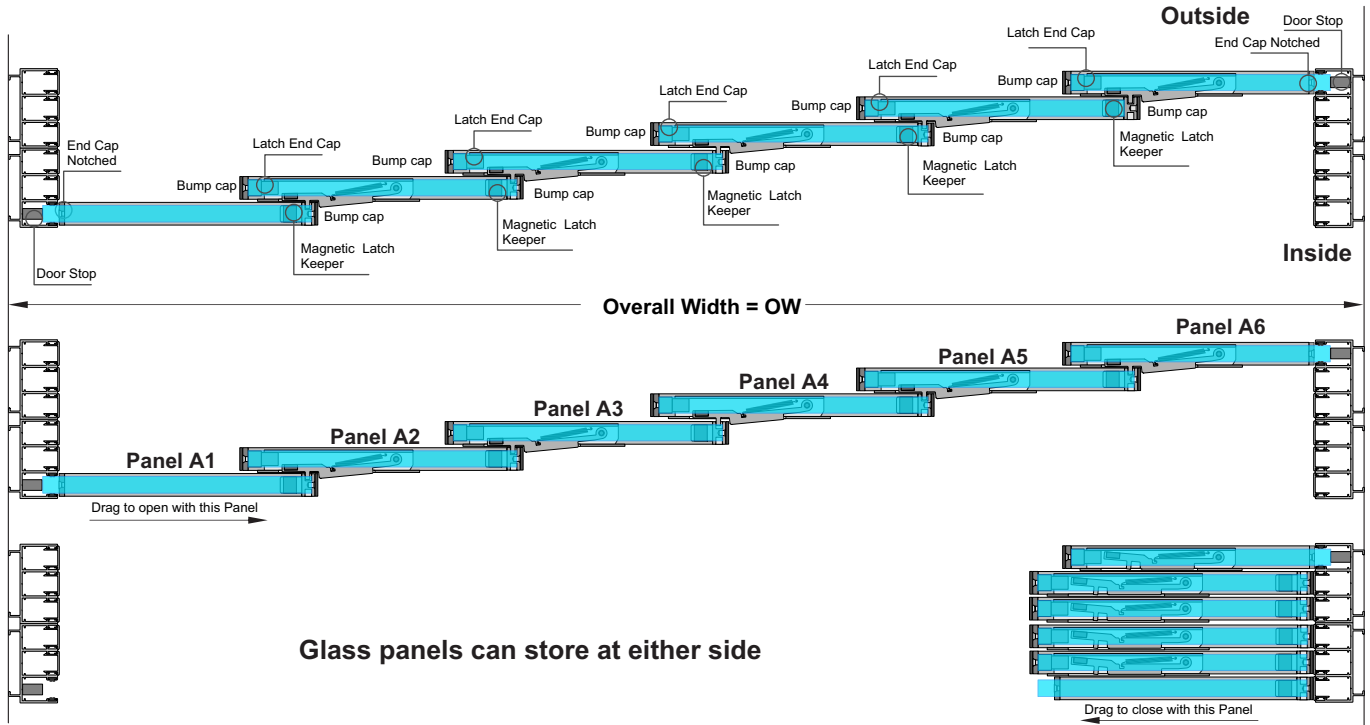 Outside
Door Stop
Latch End Cap
End Cap Notched
Latch End Cap
Bump cap
Latch End Cap
Bump cap
Bump cap
Latch End Cap
Bump cap
Bump cap
Magnetic Latch
Keeper
End Cap
Notched
Latch End Cap
Bump cap
Bump cap
Magnetic Latch
Keeper
Bump cap
Bump cap
Magnetic Latch
Keeper
Bump cap
Magnetic Latch
Keeper
Magnetic Latch
Keeper
Door Stop
Inside
Overall Width = OW
Panel A6
Panel A5
Panel A4
Panel A3
Panel A2
Panel A1
Drag to open with this Panel
Glass panels can store at either side
Drag to close with this Panel